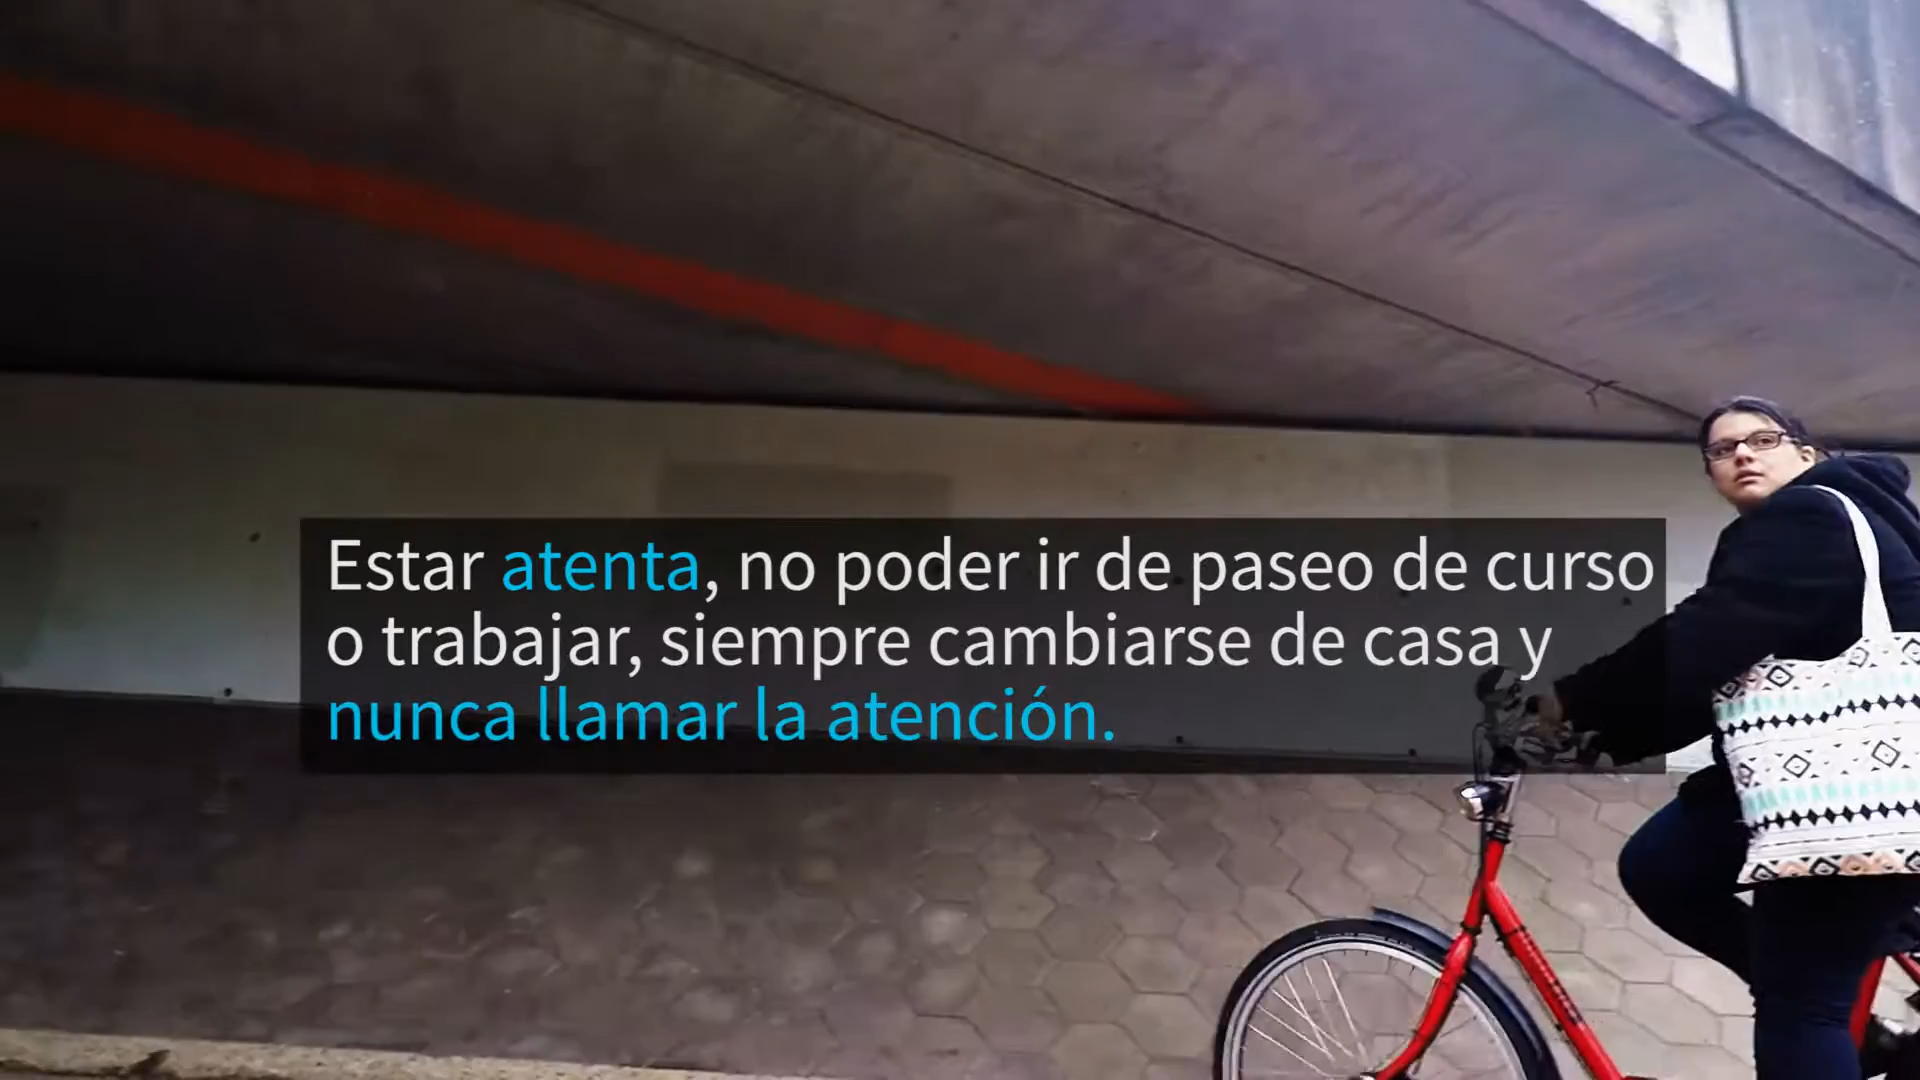 Estar atenta, no poder ir de paseo de curso
o trabajar, siempre cambiarse de casa y
nunca llamar la atención.